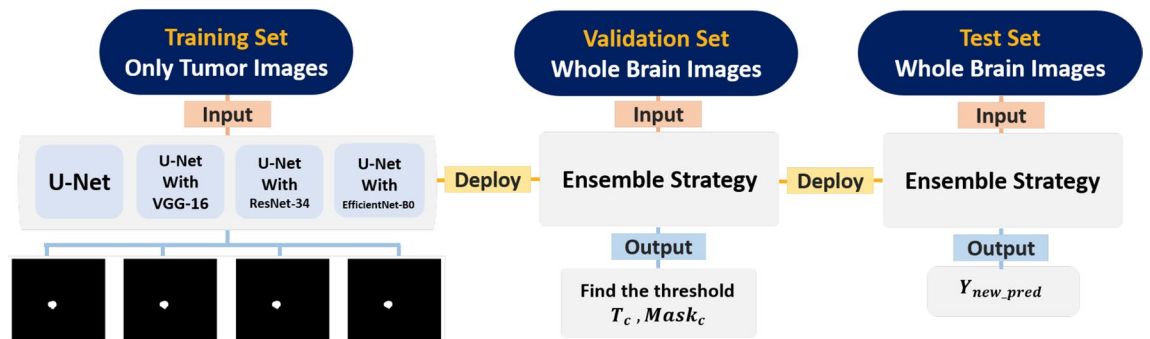 Training Set
Only Tumor Images
Input
U-Net
U-Net
With
VGG-16
U-Net
With
ResNet-34
U-Net
With
EfficientNet-B0
Deploy
Validation Set
Whole Brain Images
Input
Ensemble Strategy
Output
Find the threshold
T_c , Mask_c
Deploy
Test Set
Whole Brain Images
Input
Ensemble Strategy
Output
Y_new_pred